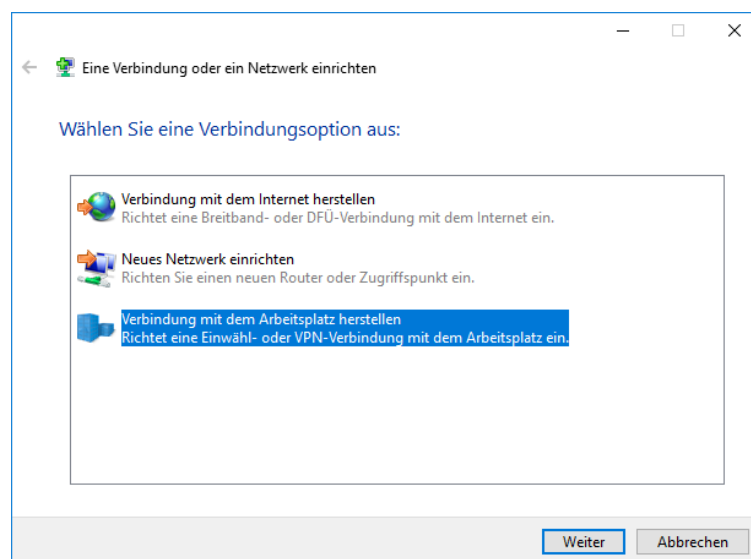 Eine Verbindung oder ein Netzwerk einrichten
Wählen Sie eine Verbindungsoption aus:
Verbindung mit dem Internet herstellen
Richtet eine Breitband- oder DFÜ-Verbindung mit dem Internet ein.
Neues Netzwerk einrichten
Richten Sie einen neuen Router oder Zugriffspunkt ein.
Verbindung mit dem Arbeitsplatz herstellen
Richtet eine Einwähl- oder VPN-Verbindung mit dem Arbeitsplatz ein.
Weiter Abbrechen